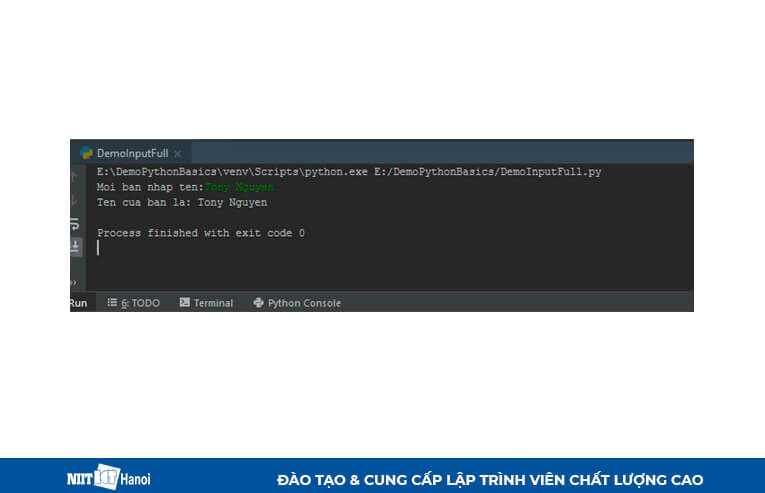 DemoInputFull
E:\DemoPythonBasics\venv\Scripts\python.exe E:/DemoPythonBasics/DemoInputFull.py
Moi ban nhap ten:Tony Nguyen
Ten cua ban la: Tony Nguyen
Process finished with exit code 0
Run 6: TODO Terminal Python Console
NIIT ICT Hanoi ĐÀO TẠO & CUNG CẤP LẬP TRÌNH VIÊN CHẤT LƯỢNG CAO